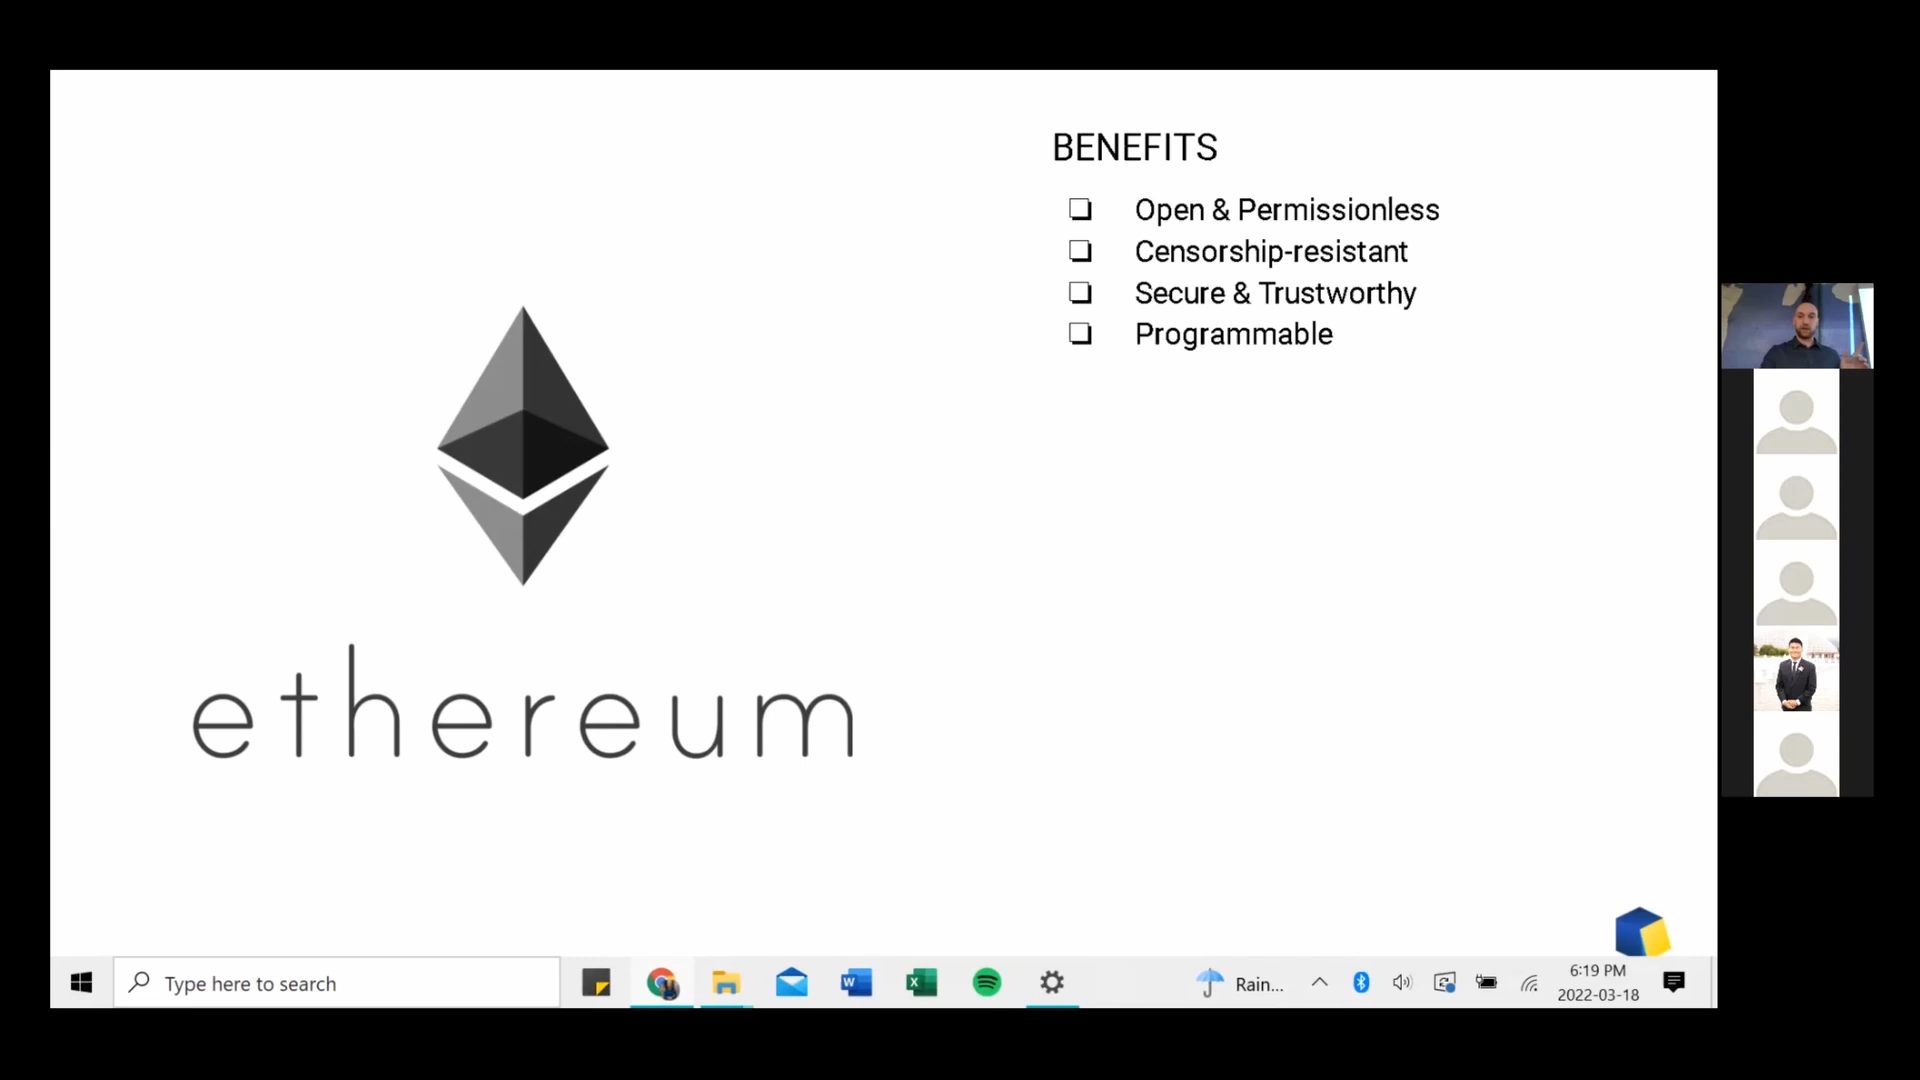 BENEFITS
❏ Open & Permissionless
❏ Censorship-resistant
❏ Secure & Trustworthy
❏ Programmable
ethereum
Type here to search
Rain...
6:19 PM
2022-03-18